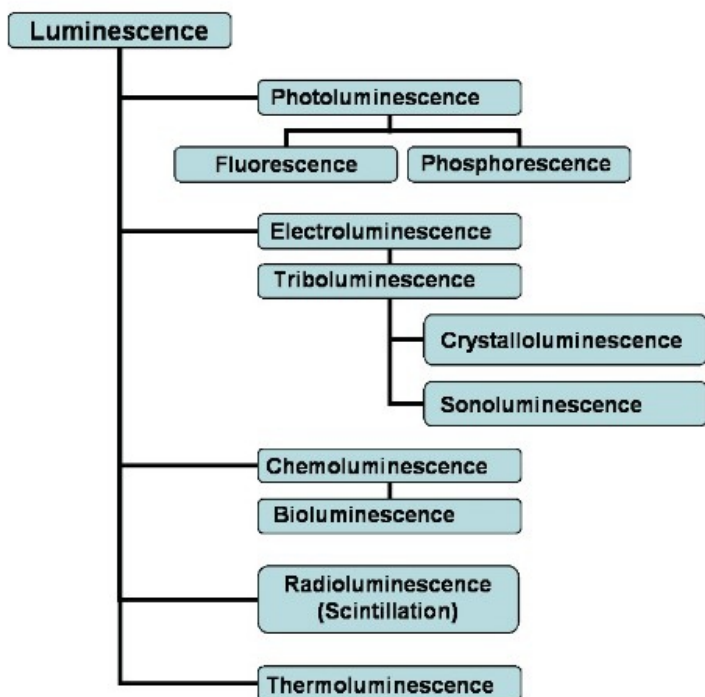 Luminescence
Photoluminescence
Fluorescence
Phosphorescence
Electroluminescence
Triboluminescence
Crystalloluminescence
Sonoluminescence
Chemoluminescence
Bioluminescence
Radioluminescence
(Scintillation)
Thermoluminescence